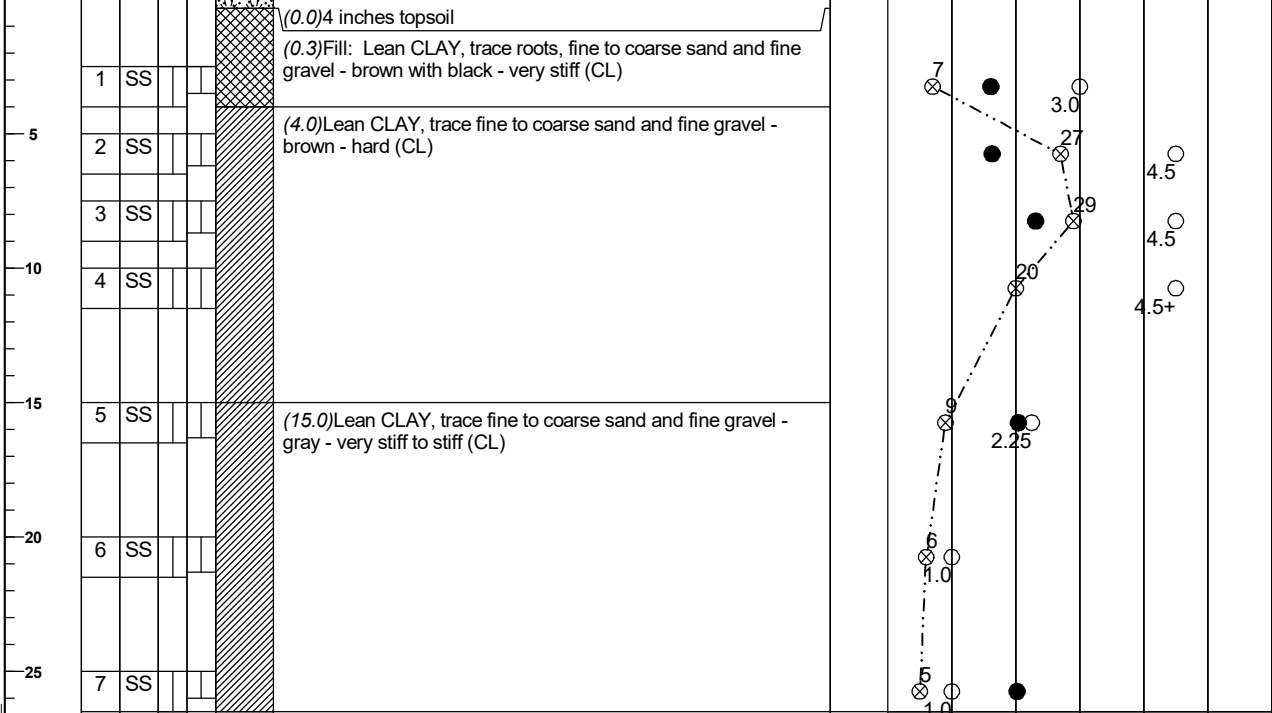 (0.0)4 inches topsoil
(0.3)Fill: Lean CLAY, trace roots, fine to coarse sand and fine
gravel - brown with black - very stiff (CL)
1 SS
7
3.0
(4.0)Lean CLAY, trace fine to coarse sand and fine gravel -
brown - hard (CL)
5
2 SS
27
4.5
3 SS
29
4.5
10
4 SS
20
4.5+
15
5 SS
(15.0)Lean CLAY, trace fine to coarse sand and fine gravel -
gray - very stiff to stiff (CL)
9
2.25
20
6 SS
6
1.0
25
7 SS
5
1.0